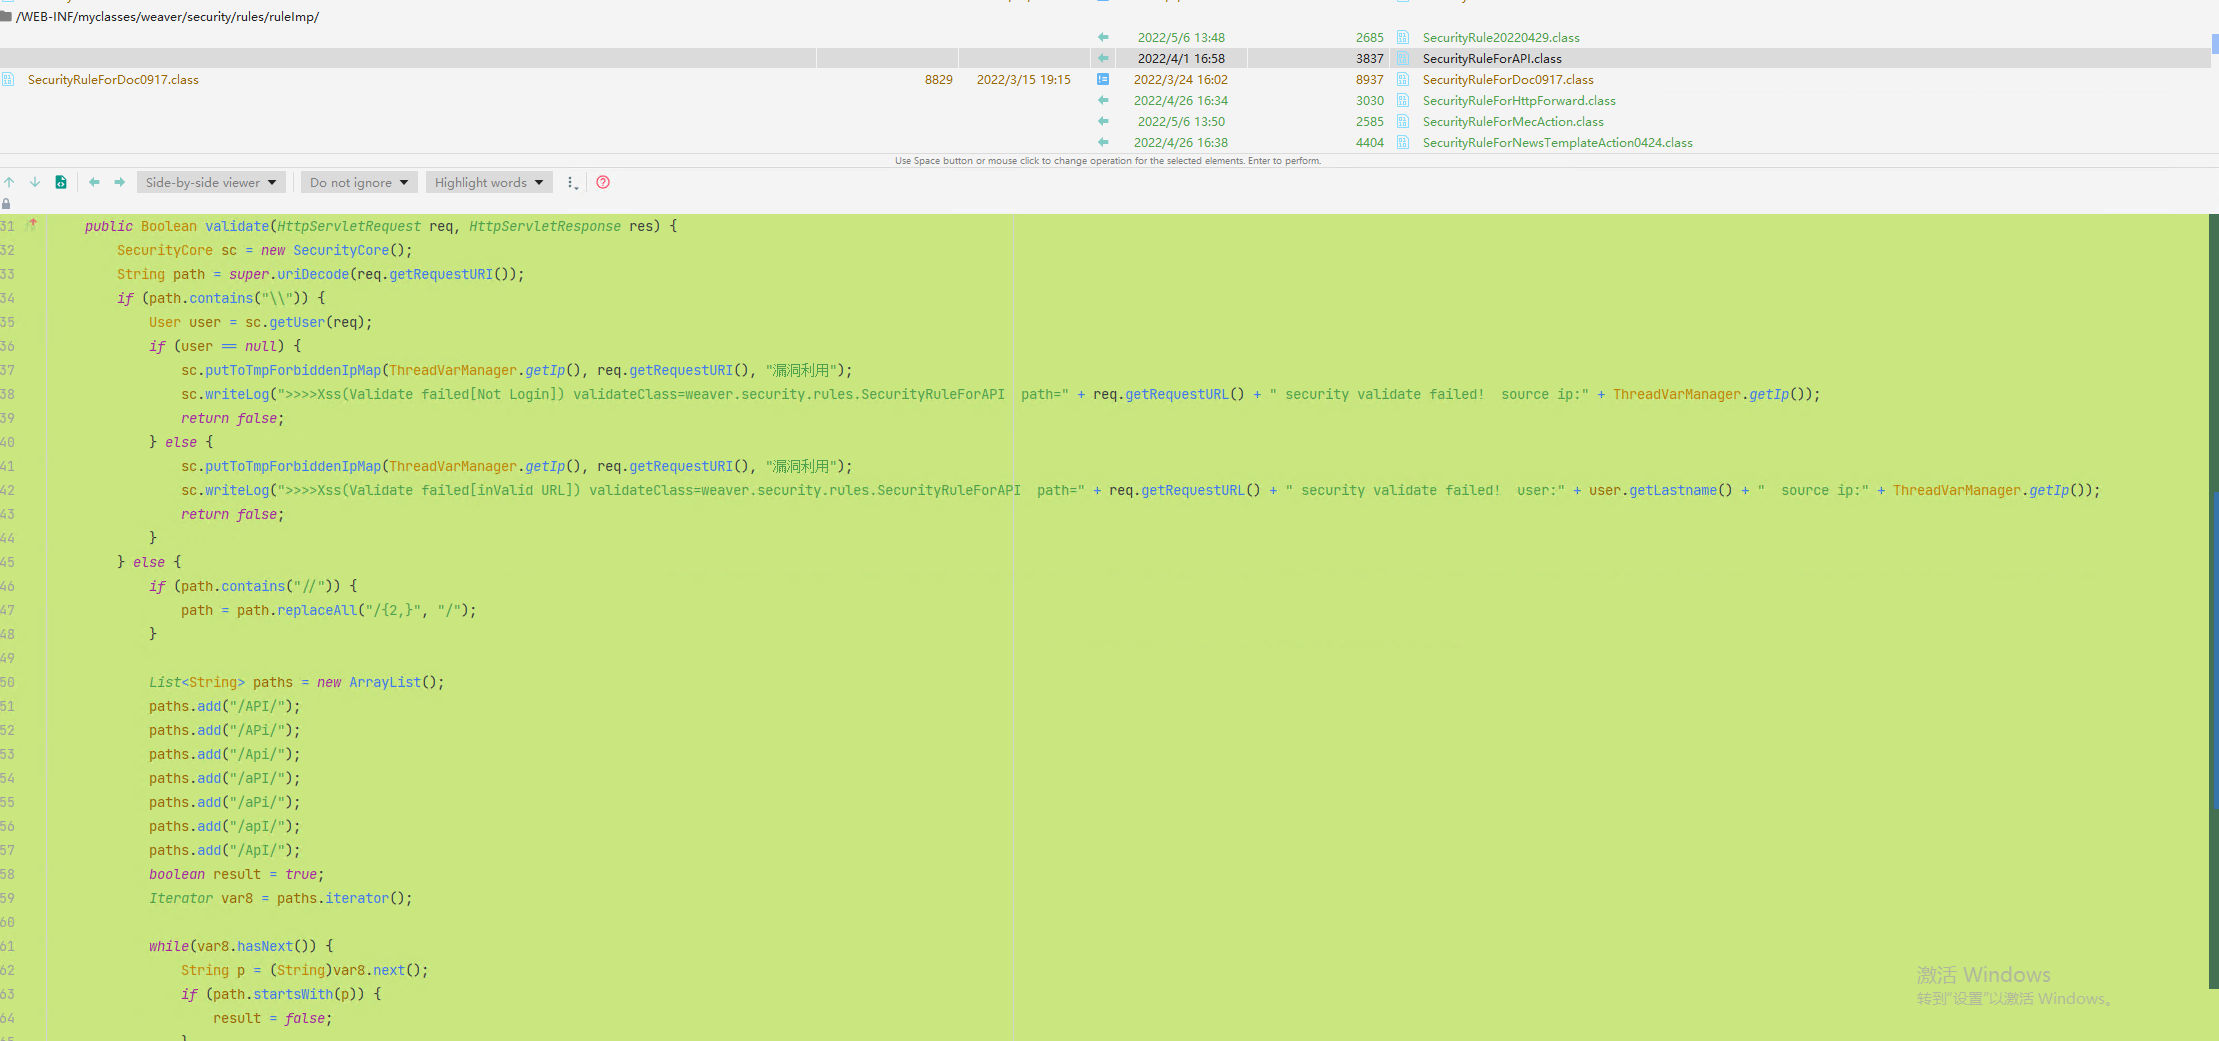 /WEB-INF/myclasses/weaver/security/rules/ruleImp/
2022/5/6 13:48 2685 SecurityRule20220429.class
2022/4/1 16:58 3837 SecurityRuleForAPI.class
SecurityRuleForDoc0917.class 8829 2022/3/15 19:15 2022/3/24 16:02 8937 SecurityRuleForDoc0917.class
2022/4/26 16:34 3030 SecurityRuleForHttpForward.class
2022/5/6 13:50 2585 SecurityRuleForMecAction.class
2022/4/26 16:38 4404 SecurityRuleForNewsTemplateAction0424.class
Use Space button or mouse click to change operation for the selected elements. Enter to perform.
Side-by-side viewer Do not ignore Highlight words
31 public Boolean validate(HttpServletRequest req, HttpServletResponse res) {
32 SecurityCore sc = new SecurityCore();
33 String path = super.uriDecode(req.getRequestURI());
34 if (path.contains("\\")) {
35 User user = sc.getUser(req);
36 if (user == null) {
37 sc.putToTmpForbiddenIpMap(ThreadVarManager.getIp(), req.getRequestURI(), "漏洞利用");
38 sc.writeLog(">>>>Xss(Validate failed[Not Login]) validateClass=weaver.security.rules.SecurityRuleForAPI  path=" + req.getRequestURL() + " security validate failed!  source ip:" + ThreadVarManager.getIp());
39 return false;
40 } else {
41 sc.putToTmpForbiddenIpMap(ThreadVarManager.getIp(), req.getRequestURI(), "漏洞利用");
42 sc.writeLog(">>>>Xss(Validate failed[inValid URL]) validateClass=weaver.security.rules.SecurityRuleForAPI  path=" + req.getRequestURL() + " security validate failed!  user:" + user.getLastname() + "  source ip:" + ThreadVarManager.getIp());
43 return false;
44 }
45 } else {
46 if (path.contains("//")) {
47 path = path.replaceAll("/{2,}", "/");
48 }
49
50 List<String> paths = new ArrayList();
51 paths.add("/API/");
52 paths.add("/APi/");
53 paths.add("/Api/");
54 paths.add("/aPI/");
55 paths.add("/aPi/");
56 paths.add("/apI/");
57 paths.add("/ApI/");
58 boolean result = true;
59 Iterator var8 = paths.iterator();
60
61 while(var8.hasNext()) {
62 String p = (String)var8.next();
63 if (path.startsWith(p)) {
64 result = false;
激活 Windows
转到"设置"以激活 Windows。